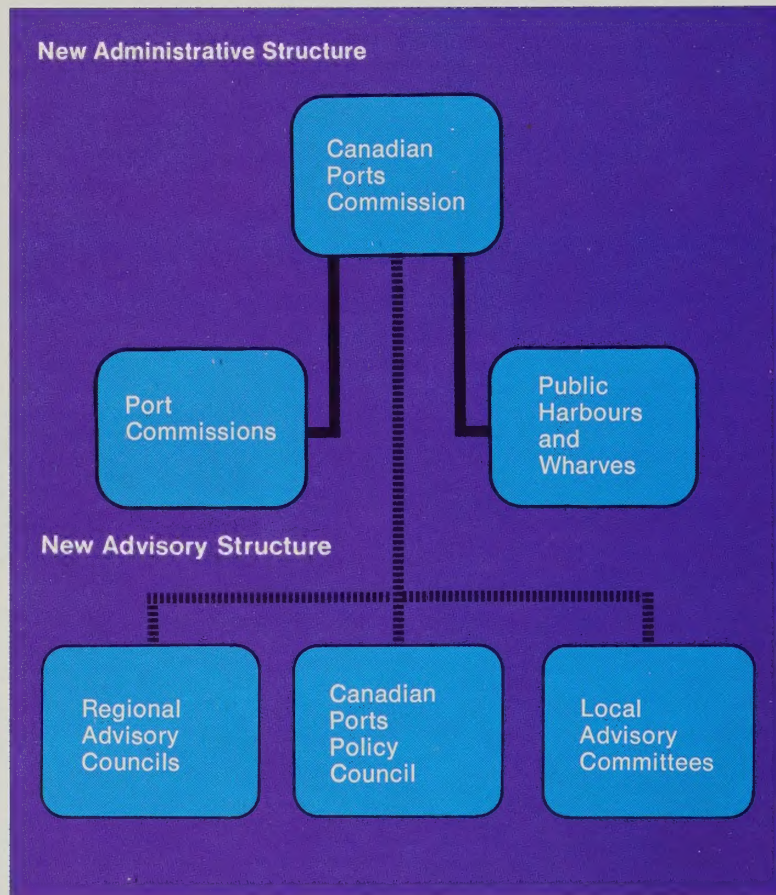 New Administrative Structure
Canadian
Ports
Commission
Port
Commissions
Public
Harbours
and
Wharves
New Advisory Structure
Regional
Advisory
Councils
Canadian
Ports
Policy
Council
Local
Advisory
Committees